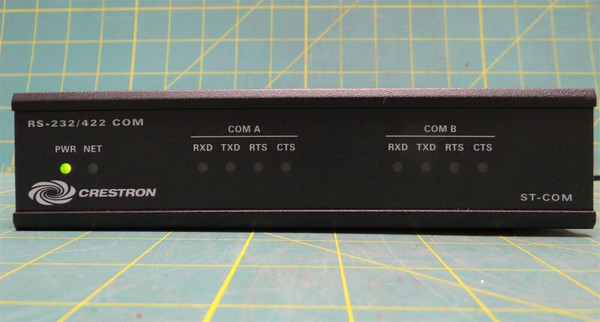 RS-232/422 COM
COM A
COM B
PWR NET
RXD TXD RTS CTS
RXD TXD RTS CTS
CRESTRON
ST-COM